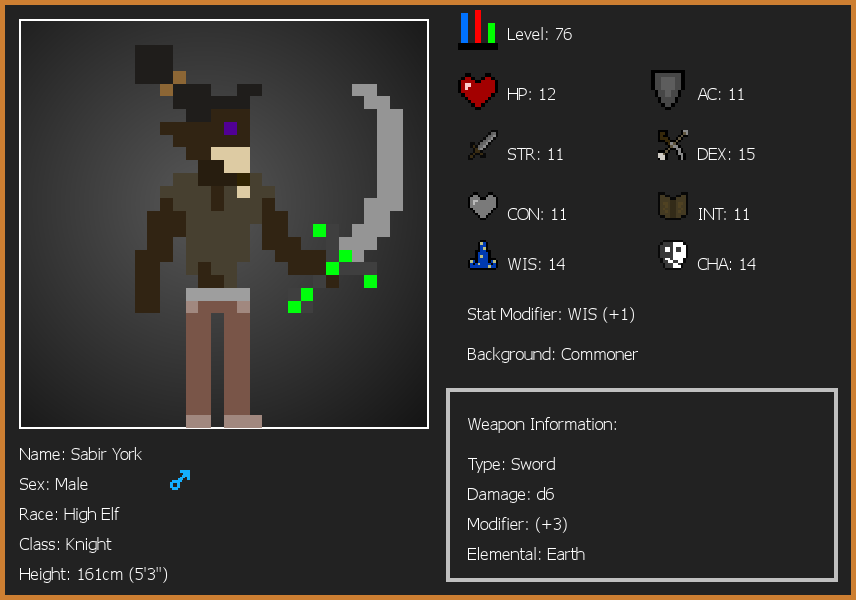 Level: 76
HP: 12
AC: 11
STR: 11
DEX: 15
CON: 11
INT: 11
WIS: 14
CHA: 14
Stat Modifier: WIS (+1)
Background: Commoner
Weapon Information:
Type: Sword
Damage: d6
Modifier: (+3)
Elemental: Earth
Name: Sabir York
Sex: Male
Race: High Elf
Class: Knight
Height: 161cm (5'3")